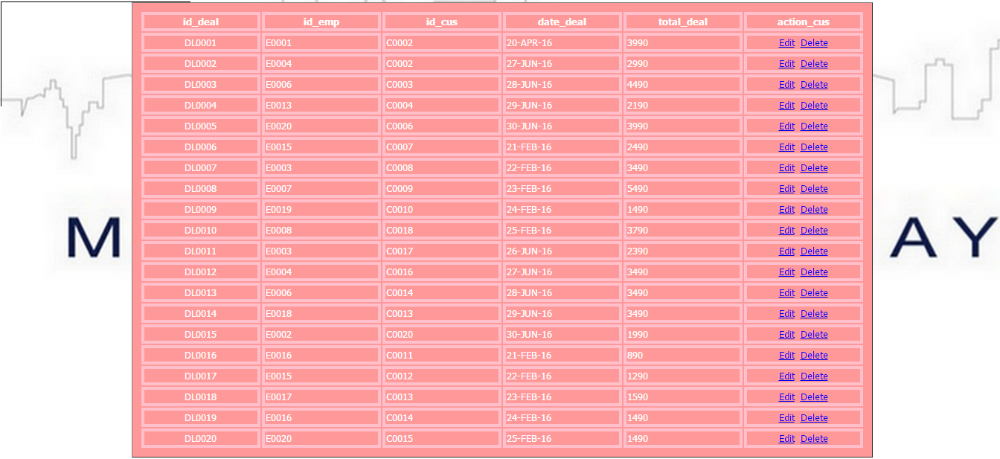 id_deal id_emp id_cus date_deal total_deal action_cus
DL0001 E0001 C0002 20-APR-16 3990 Edit Delete
DL0002 E0004 C0002 27-JUN-16 2990 Edit Delete
DL0003 E0006 C0003 28-JUN-16 4490 Edit Delete
DL0004 E0013 C0004 29-JUN-16 2190 Edit Delete
DL0005 E0020 C0006 30-JUN-16 3990 Edit Delete
DL0006 E0015 C0007 21-FEB-16 2490 Edit Delete
DL0007 E0003 C0008 22-FEB-16 3490 Edit Delete
DL0008 E0007 C0009 23-FEB-16 5490 Edit Delete
DL0009 E0019 C0010 24-FEB-16 1490 Edit Delete
DL0010 E0008 C0018 25-FEB-16 3790 Edit Delete
DL0011 E0003 C0017 26-JUN-16 2390 Edit Delete
DL0012 E0004 C0016 27-JUN-16 3490 Edit Delete
DL0013 E0006 C0014 28-JUN-16 3490 Edit Delete
DL0014 E0018 C0013 29-JUN-16 3490 Edit Delete
DL0015 E0002 C0020 30-JUN-16 1990 Edit Delete
DL0016 E0016 C0011 21-FEB-16 890 Edit Delete
DL0017 E0015 C0012 22-FEB-16 1290 Edit Delete
DL0018 E0017 C0013 23-FEB-16 1590 Edit Delete
DL0019 E0016 C0014 24-FEB-16 1490 Edit Delete
DL0020 E0020 C0015 25-FEB-16 1490 Edit Delete
M AY